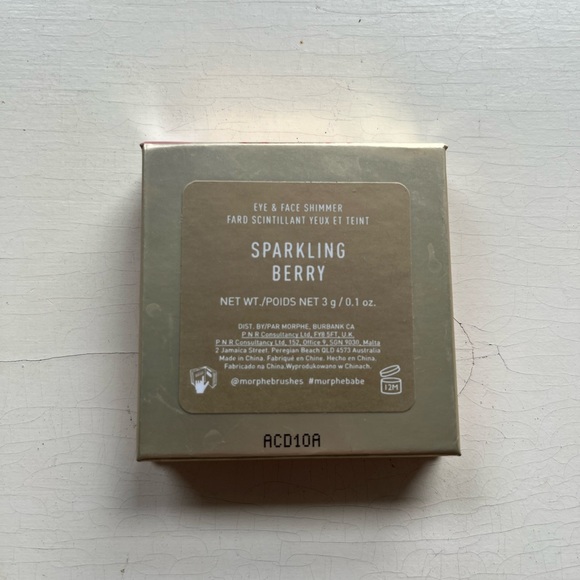 EYE & FACE SHIMMER
FARD SCINTILLANT YEUX ET TEINT
SPARKLING
BERRY
NET WT./POIDS NET 3 g / 0.1 oz.
DIST. BY/PAR MORPHE, BURBANK CA
P N R Consultancy Ltd, FY8 5FT, U.K.
P N R Consultancy Ltd, 152, Office 9, SGN 9030, Malta
2 Jamaica Street. Peregian Beach QLD 4573 Australia
Made in China. Fabriqué en Chine. Hecho en China.
Fabricado na China.Wyprodukowano w Chinach.
@morphebrushes #morphebabe
12M
ACD10A